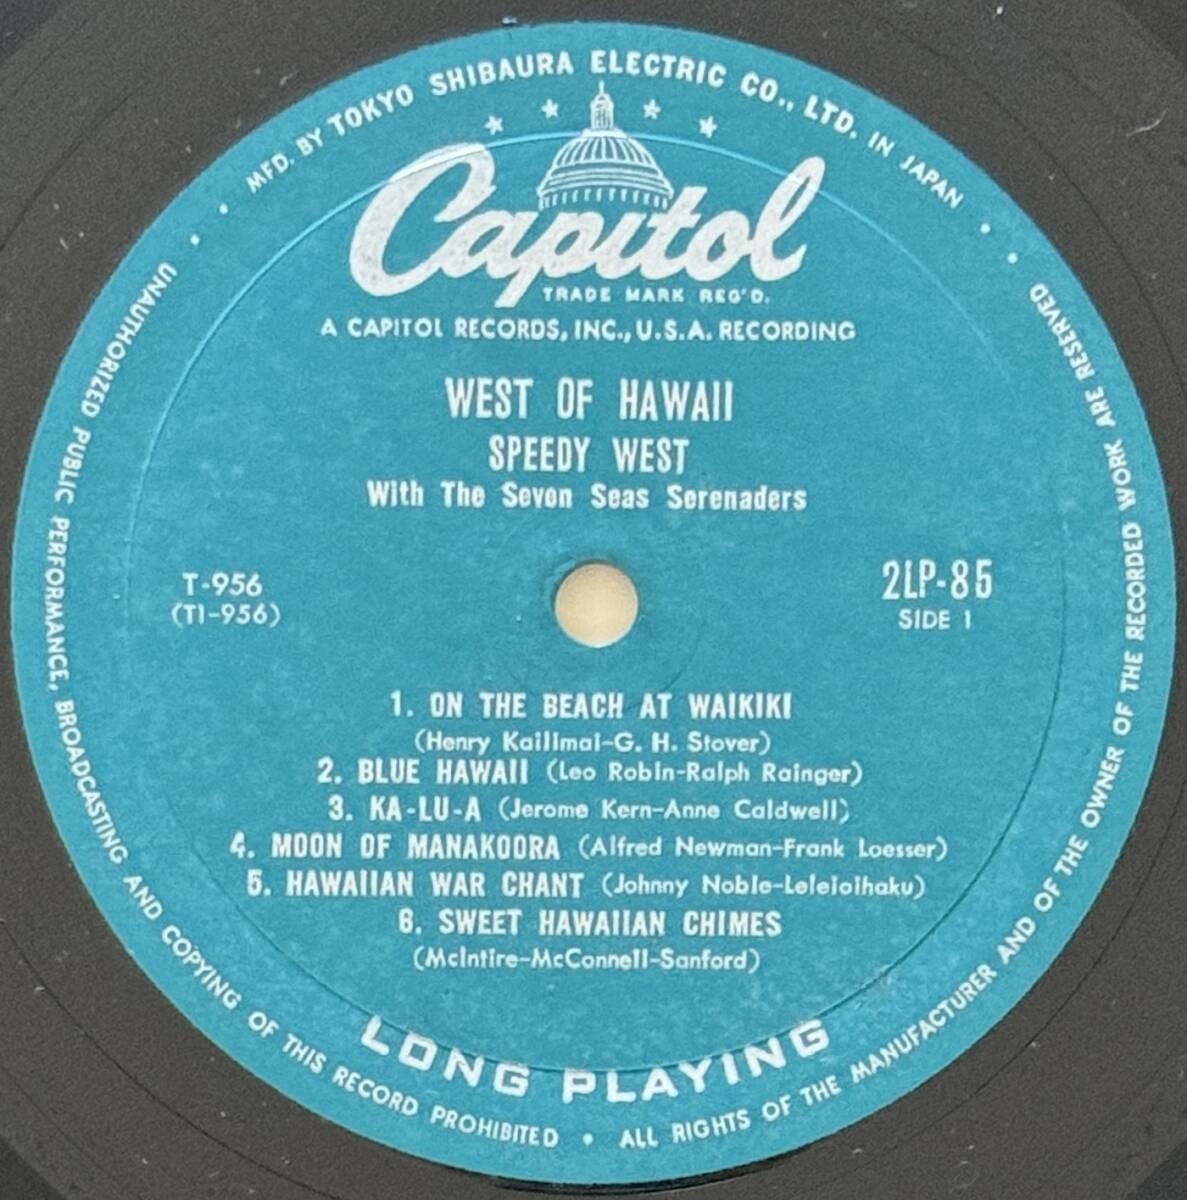 MFD. BY TOKYO SHIBAURA ELECTRIC CO., LTD. IN JAPAN
Capitol
TRADE MARK REG'D.
A CAPITOL RECORDS, INC., U.S.A. RECORDING
WEST OF HAWAII
SPEEDY WEST
With The Seven Seas Serenaders
T-956
(T1-956)
2LP-85
SIDE 1
1. ON THE BEACH AT WAIKIKI
(Henry Kailimai-G. H. Stover)
2. BLUE HAWAII (Leo Robin-Ralph Rainger)
3. KA-LU-A (Jerome Kern-Anne Caldwell)
4. MOON OF MANAKOORA (Alfred Newman-Frank Loesser)
5. HAWAIIAN WAR CHANT (Johnny Noble-Leleiolhaku)
6. SWEET HAWAIIAN CHIMES
(McIntire-McConnell-Sanford)
LONG PLAYING
UNAUTHORIZED PUBLIC PERFORMANCE, BROADCASTING AND COPYING OF THIS RECORD PROHIBITED • ALL RIGHTS OF THE MANUFACTURER AND OF THE OWNER OF THE RECORDED WORK ARE RESERVED